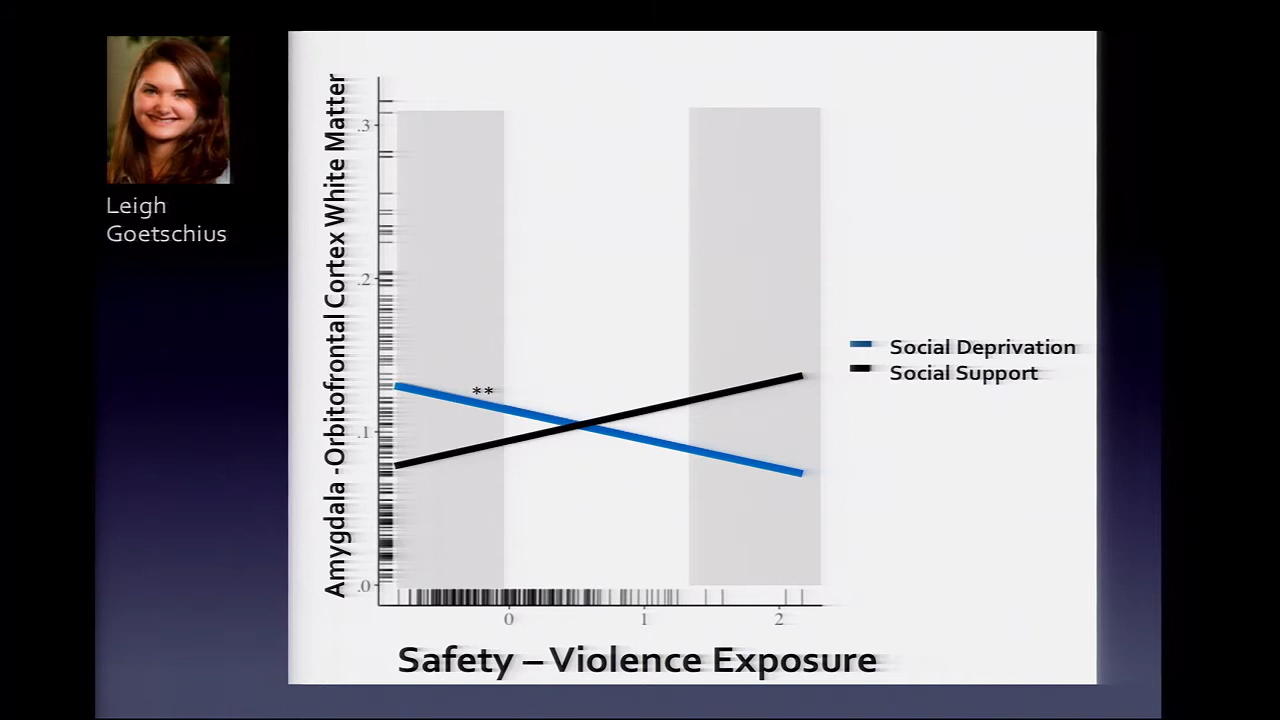 Leigh
Goetschius
Amygdala -Orbitofrontal Cortex White Matter
.3
.2
.1
.0
**
0
1
2
Safety – Violence Exposure
Social Deprivation
Social Support